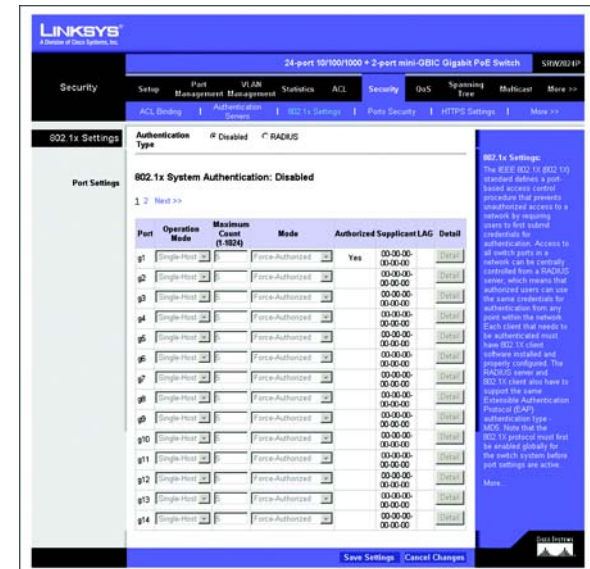 LINKSYS®
A Division of Cisco Systems, Inc.
24-port 10/100/1000 + 2-port mini-GBIC Gigabit PoE Switch
SRW2024P
Security
Setup
Port Management
VLAN Management
Statistics
ACL
Security
QoS
Spanning Tree
Multicast
More >>
ACL Binding | Authentication Servers | 802.1x Settings | Ports Security | HTTPS Settings | More >>
802.1x Settings
Authentication Type
Disabled
RADIUS
Port Settings
802.1x System Authentication: Disabled
1 2 Next >>
Port Operation Mode Maximum Count (1-1024) Mode Authorized Supplicant LAG Detail
g1 Single-Host 5 Force-Authorized Yes 00-00-00-00-00-00 Detail
g2 Single-Host 5 Force-Authorized 00-00-00-00-00-00 Detail
g3 Single-Host 5 Force-Authorized 00-00-00-00-00-00 Detail
g4 Single-Host 5 Force-Authorized 00-00-00-00-00-00 Detail
g5 Single-Host 5 Force-Authorized 00-00-00-00-00-00 Detail
g6 Single-Host 5 Force-Authorized 00-00-00-00-00-00 Detail
g7 Single-Host 5 Force-Authorized 00-00-00-00-00-00 Detail
g8 Single-Host 5 Force-Authorized 00-00-00-00-00-00 Detail
g9 Single-Host 5 Force-Authorized 00-00-00-00-00-00 Detail
g10 Single-Host 5 Force-Authorized 00-00-00-00-00-00 Detail
g11 Single-Host 5 Force-Authorized 00-00-00-00-00-00 Detail
g12 Single-Host 5 Force-Authorized 00-00-00-00-00-00 Detail
g13 Single-Host 5 Force-Authorized 00-00-00-00-00-00 Detail
g14 Single-Host 5 Force-Authorized 00-00-00-00-00-00 Detail
802.1x Settings:
The IEEE 802.1X (802.1X)
standard defines a port-
based access control
procedure that prevents
unauthorized access to a
network by requiring
users to first submit
credentials for
authentication. Access to
all switch ports in a
network can be centrally
controlled from a RADIUS
server, which means that
authorized users can use
the same credentials for
authentication from any
point within the network.
Each client that needs to
be authenticated must
have 802.1X client
software installed and
properly configured. The
RADIUS server and
802.1X client also have to
support the same
Extensible Authentication
Protocol (EAP)
authentication type -
MD5. Note that the
802.1X protocol must first
be enabled globally for
the switch system before
port settings are active.
More...
Save Settings
Cancel Changes
CISCO SYSTEMS